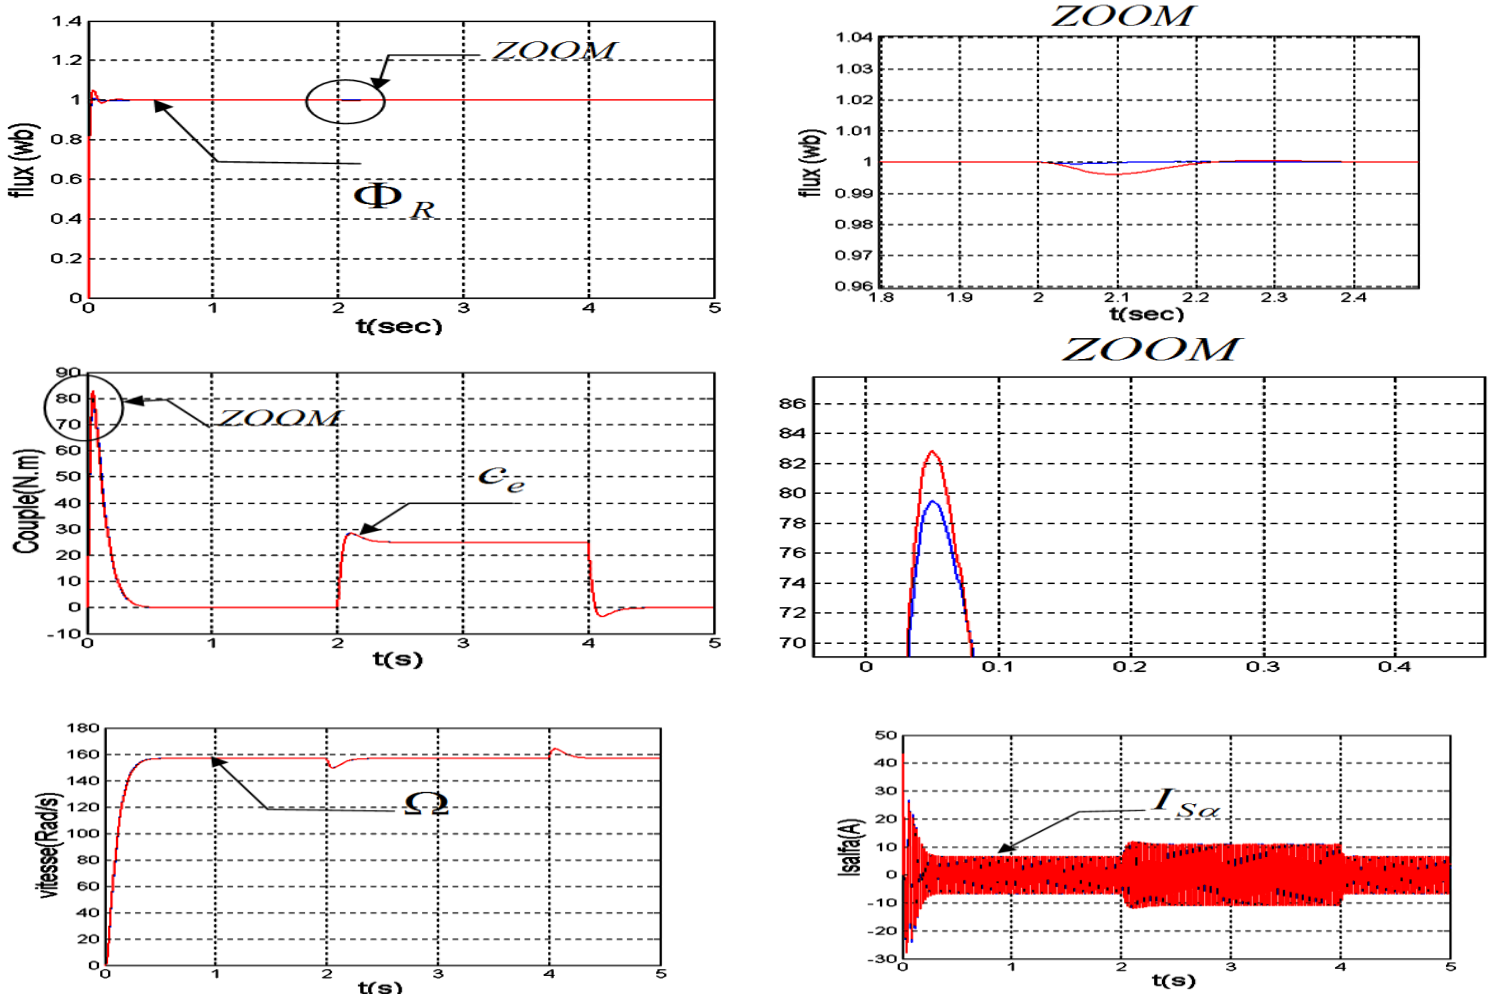 1.4
1.2
1
0.8
0.6
0.4
0.2
0
flux (wb)
ZOOM
Φ R
0 1 2 3 4 5
t(sec)
ZOOM
1.04
1.03
1.02
1.01
1
0.99
0.98
0.97
0.96
flux (wb)
1.8 1.9 2 2.1 2.2 2.3 2.4
t(sec)
90
80
70
60
50
40
30
20
10
0
-10
Couple(N.m)
ZOOM
C e
0 1 2 3 4 5
t(s)
ZOOM
86
84
82
80
78
76
74
72
70
0 0.1 0.2 0.3 0.4
180
160
140
120
100
80
60
40
20
0
vitesse(Rad/s)
Ω
0 1 2 3 4 5
t(s)
50
40
30
20
10
0
-10
-20
-30
Isalfa(A)
I Sα
0 1 2 3 4 5
t(s)